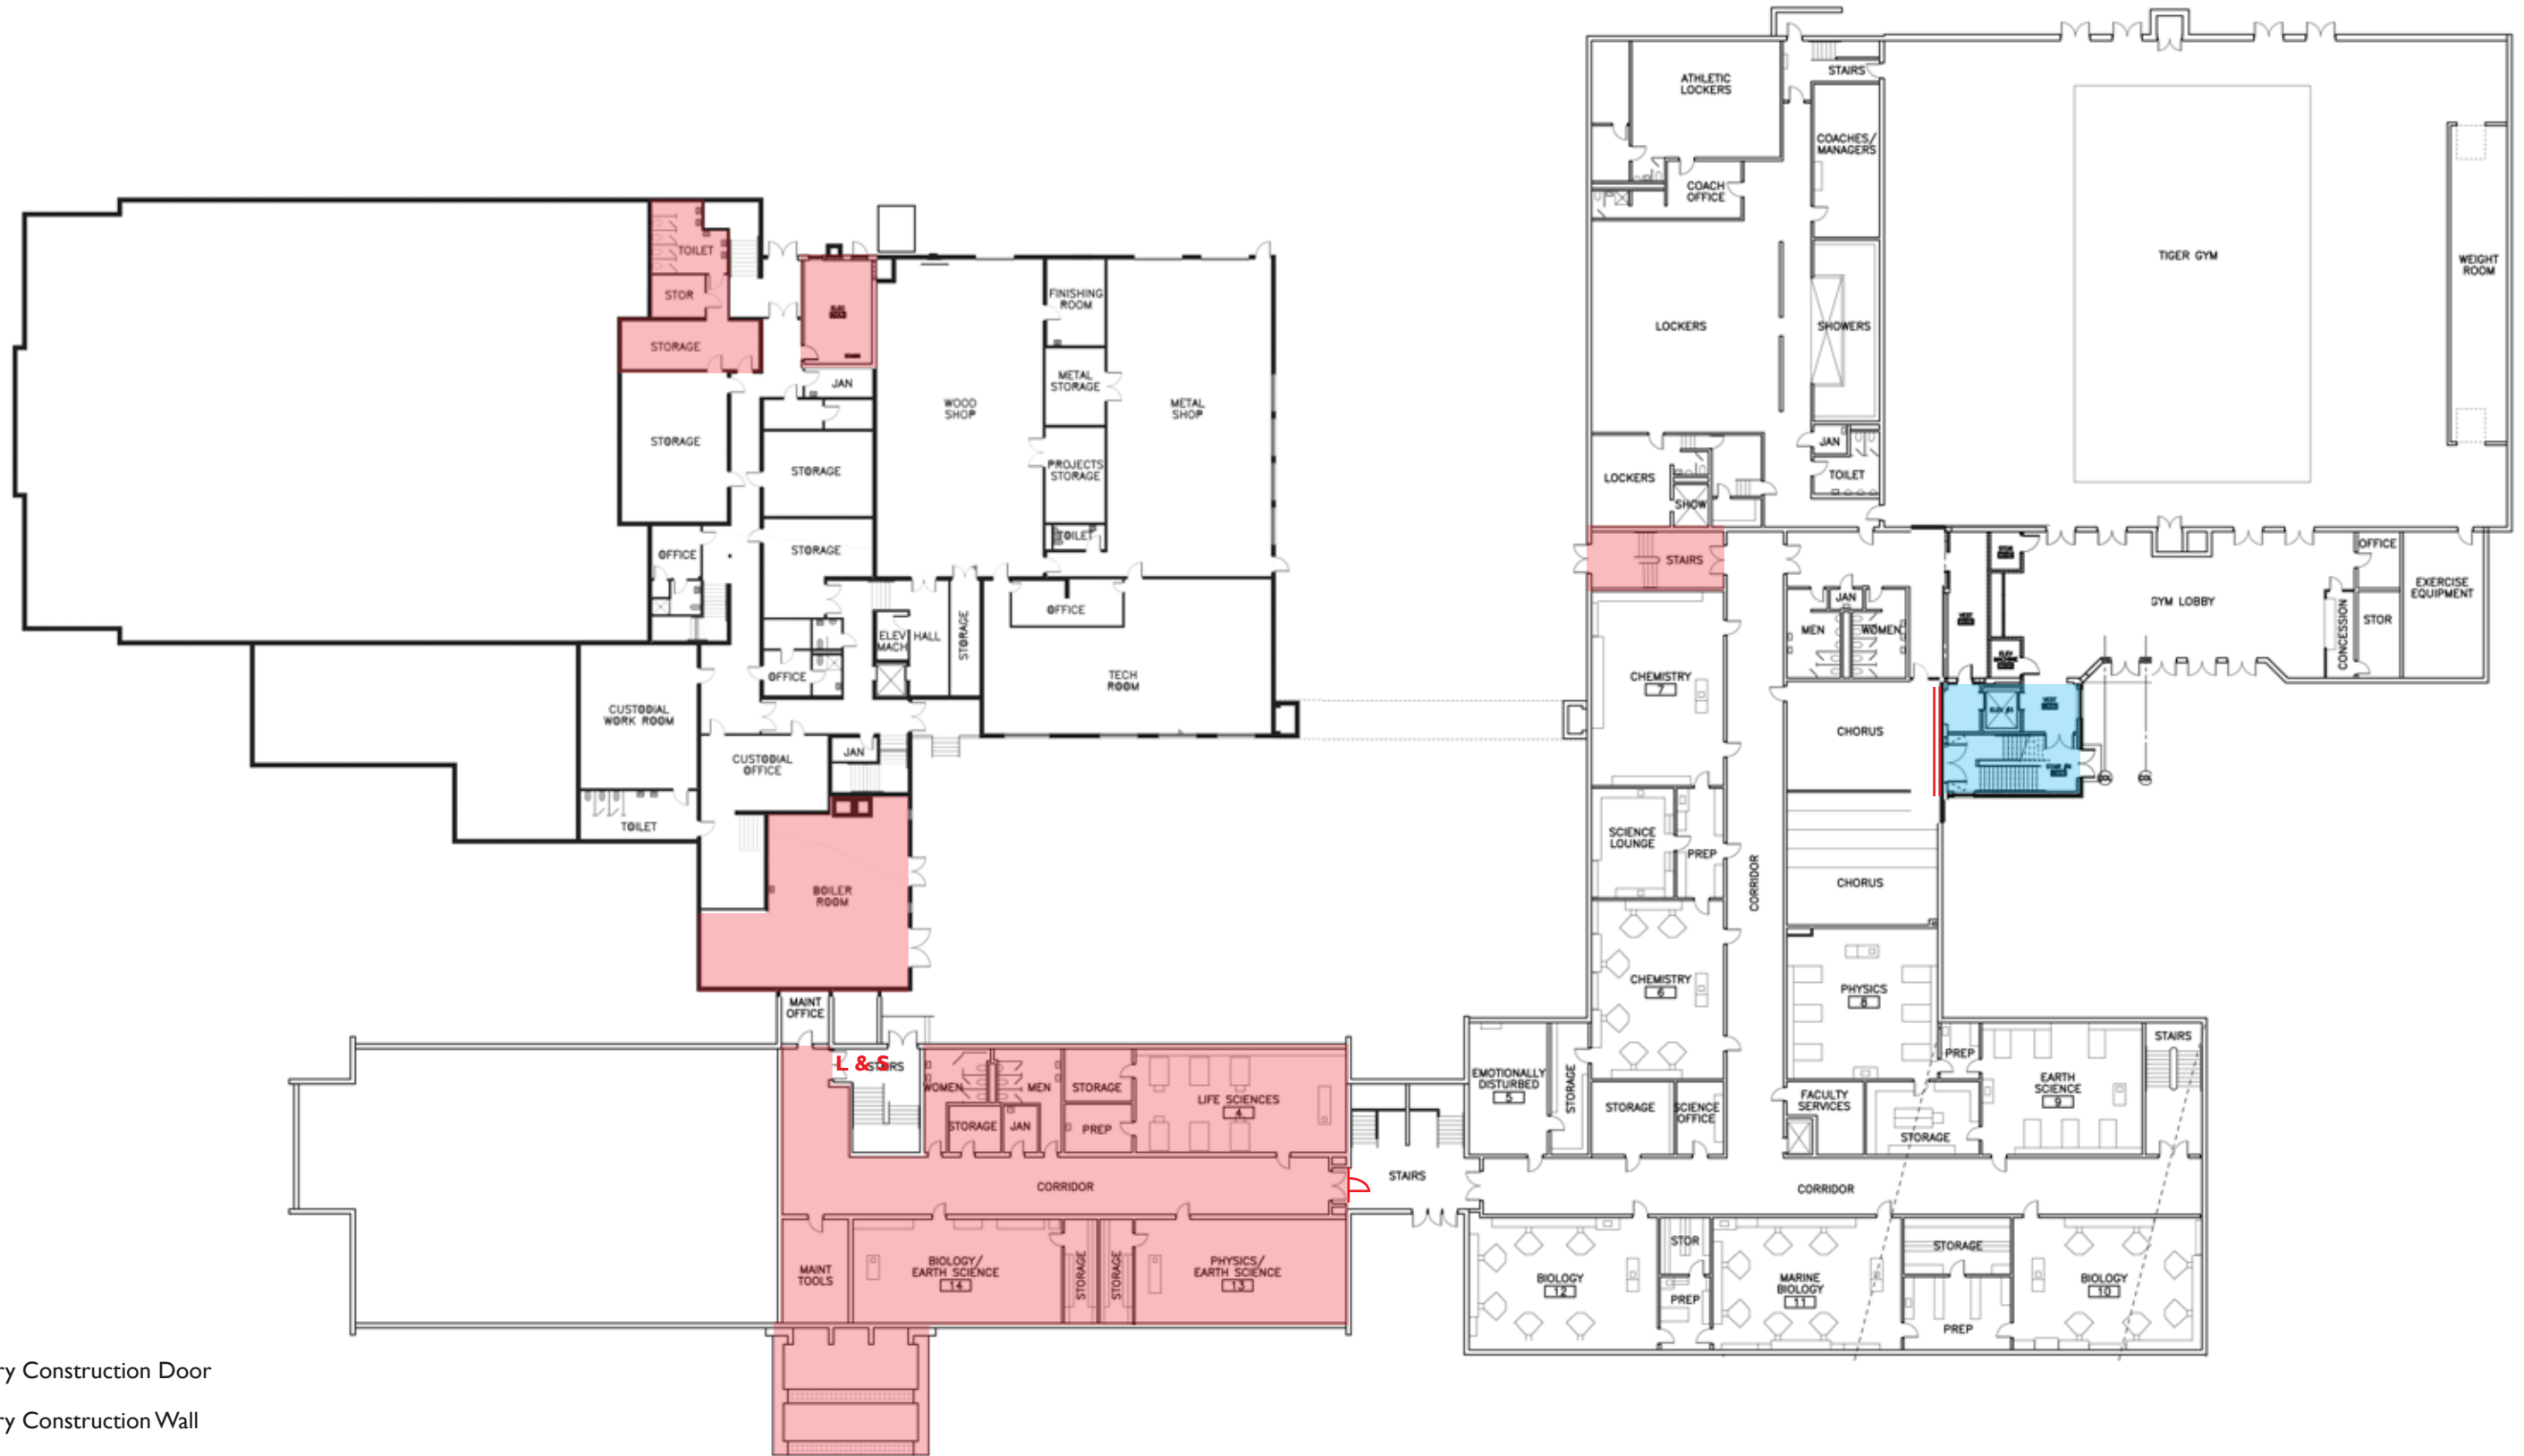 STAIRS
ATHLETIC
LOCKERS
COACHES/
MANAGERS
COACH
OFFICE
TIGER GYM
WEIGHT
ROOM
LOCKERS
SHOWERS
JAN
TOILET
LOCKERS
SHOW
STAIRS
TOILET
STOR
STORAGE
JAN
FINISHING
ROOM
METAL
STORAGE
WOOD
SHOP
METAL
SHOP
STORAGE
STORAGE
PROJECTS
STORAGE
TOILET
OFFICE
STORAGE
OFFICE
ELEV
MACH
HALL
STORAGE
OFFICE
TECH
ROOM
CUSTODIAL
WORK ROOM
CUSTODIAL
OFFICE
JAN
TOILET
BOILER
ROOM
MAINT
OFFICE
JAN
MEN
WOMEN
GYM LOBBY
OFFICE
EXERCISE
EQUIPMENT
CONCESSION
STOR
CHEMISTRY
7
CHORUS
SCIENCE
LOUNGE
PREP
CORRIDOR
CHORUS
CHEMISTRY
6
PHYSICS
8
L & S
STAIRS
WOMEN
MEN
STORAGE
LIFE SCIENCES
4
STORAGE
JAN
PREP
EMOTIONALLY
DISTURBED
5
STORAGE
STORAGE
SCIENCE
OFFICE
FACULTY
SERVICES
PREP
STORAGE
EARTH
SCIENCE
9
STAIRS
CORRIDOR
STAIRS
CORRIDOR
MAINT
TOOLS
BIOLOGY/
EARTH SCIENCE
14
STORAGE
STORAGE
PHYSICS/
EARTH SCIENCE
13
BIOLOGY
12
STOR
PREP
MARINE
BIOLOGY
11
STORAGE
PREP
BIOLOGY
10
ry Construction Door
ry Construction Wall